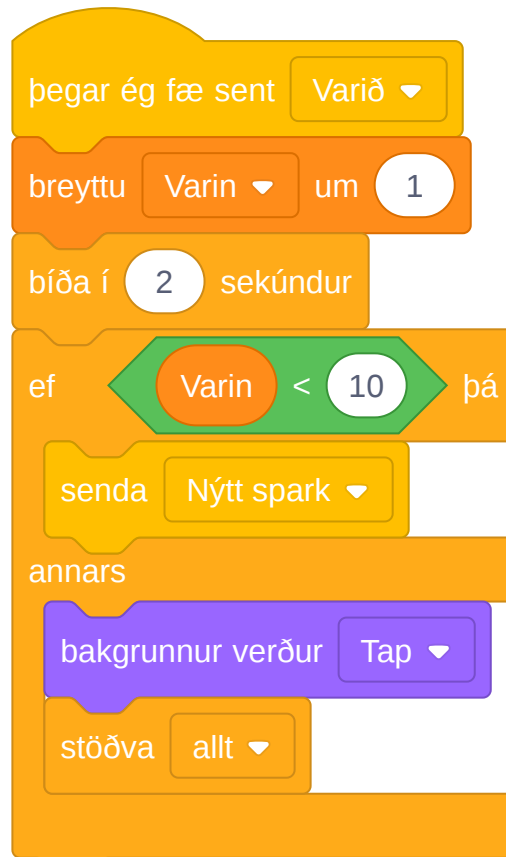 þegar ég fæ sent Varið
breyttu Varin um 1
bíða í 2 sekúndur
ef Varin < 10 þá
senda Nýtt spark
annars
bakgrunnur verður Tap
stöðva allt